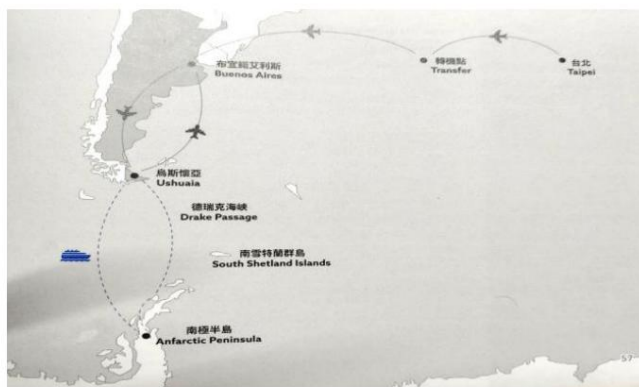 布宜諾艾利斯
Buenos Aires
轉機點
Transfer
台北
Taipei
烏斯懷亞
Ushuaia
德瑞克海峽
Drake Passage
南雪特蘭群島
South Shetland Islands
南極半島
Anfarctic Peninsula
57